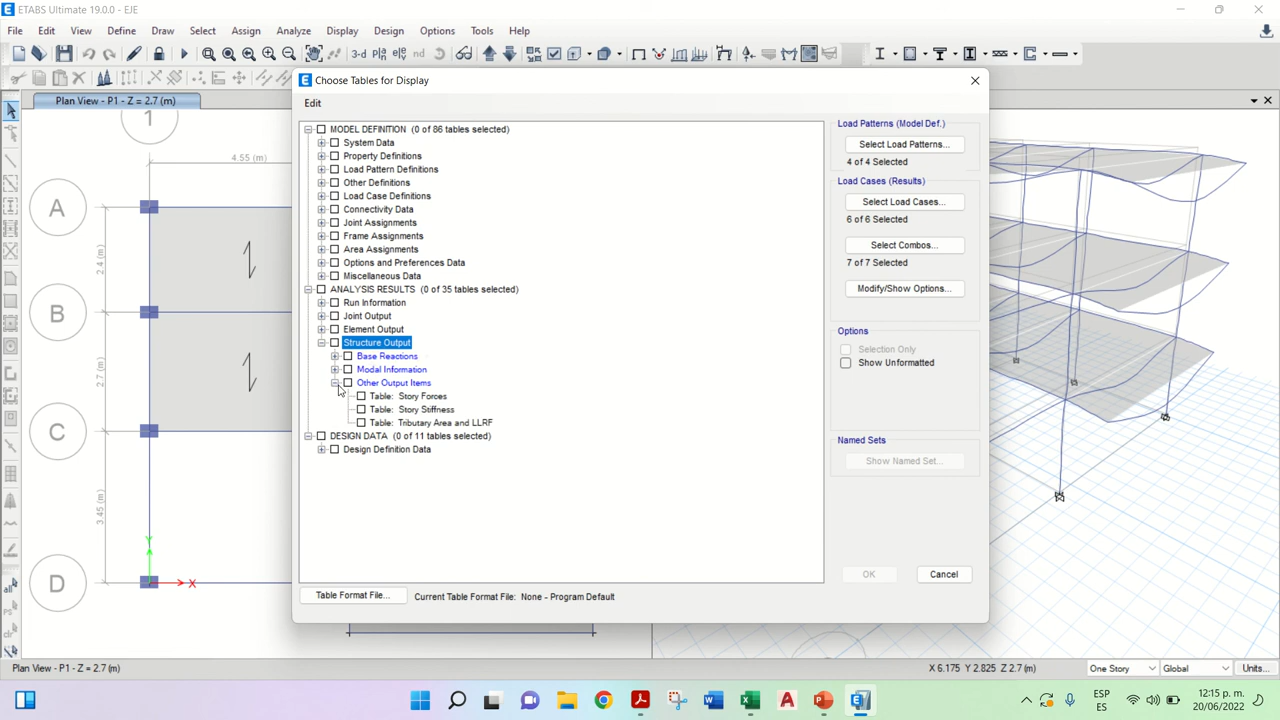 ETABS Ultimate 19.0.0 - EJE
File Edit View Define Draw Select Assign Analyze Display Design Options Tools Help
Plan View - P1 - Z = 2.7 (m)
1
4.55 (m)
A
2.4 (m)
B
2.7 (m)
C
3.45 (m)
D
Y
X
Choose Tables for Display
Edit
MODEL DEFINITION (0 of 86 tables selected)
System Data
Property Definitions
Load Pattern Definitions
Other Definitions
Load Case Definitions
Connectivity Data
Joint Assignments
Frame Assignments
Area Assignments
Options and Preferences Data
Miscellaneous Data
ANALYSIS RESULTS (0 of 35 tables selected)
Run Information
Joint Output
Element Output
Structure Output
Base Reactions
Modal Information
Other Output Items
Table: Story Forces
Table: Story Stiffness
Table: Tributary Area and LLRF
DESIGN DATA (0 of 11 tables selected)
Design Definition Data
Load Patterns (Model Def.)
Select Load Patterns...
4 of 4 Selected
Load Cases (Results)
Select Load Cases...
6 of 6 Selected
Select Combos...
7 of 7 Selected
Modify/Show Options...
Options
Selection Only
Show Unformatted
Named Sets
Show Named Set...
OK Cancel
Table Format File... Current Table Format File: None - Program Default
Plan View - P1 - Z = 2.7 (m) X 6.175 Y 2.825 Z 2.7 (m) One Story Global Units...
ESP
ES
12:15 p. m.
20/06/2022